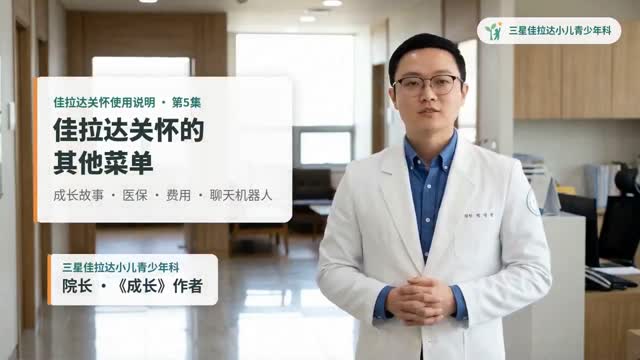 三星佳拉达小儿青少年科
佳拉达关怀使用说明 · 第5集
佳拉达关怀的
其他菜单
成长故事 · 医保 · 费用 · 聊天机器人
三星佳拉达小儿青少年科
院长 · 《成长》作者